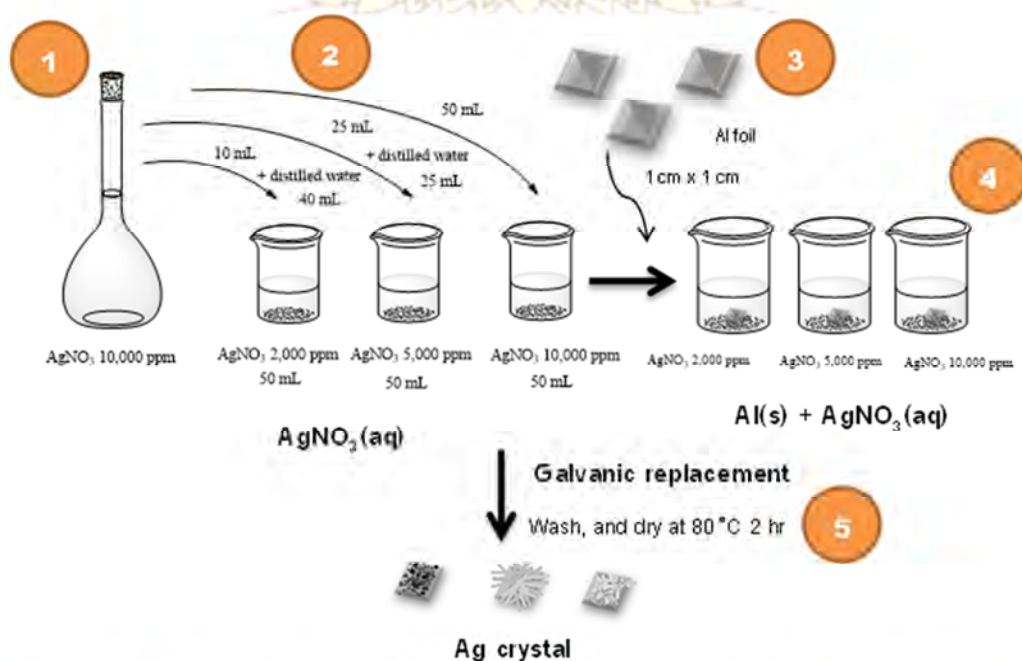 1
2
3
4
50 mL
25 mL
+ distilled water
25 mL
10 mL
+ distilled water
40 mL
Al foil
1 cm x 1 cm
AgNO₃ 10,000 ppm
AgNO₃ 2,000 ppm
50 mL
AgNO₃ 5,000 ppm
50 mL
AgNO₃ 10,000 ppm
50 mL
AgNO₃ 2,000 ppm
AgNO₃ 5,000 ppm
AgNO₃ 10,000 ppm
AgNO₃(aq)
Al(s) + AgNO₃(aq)
Galvanic replacement
Wash, and dry at 80°C 2 hr
5
Ag crystal